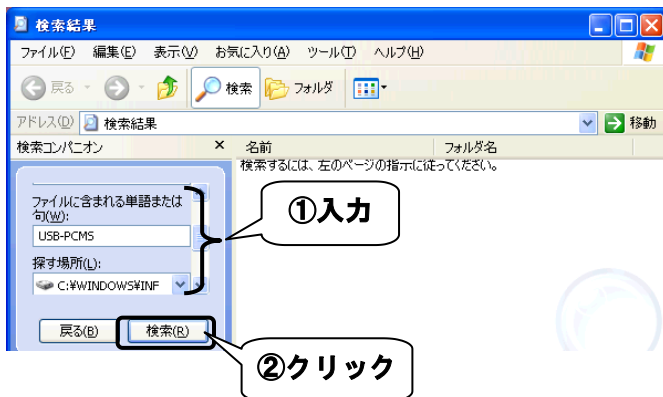 検索結果
ファイル(F) 編集(E) 表示(V) お気に入り(A) ツール(T) ヘルプ(H)
戻る 検索 フォルダ
アドレス(D) 検索結果 移動
検索コンパニオン × 名前 フォルダ名
検索するには、左のページの指示に従ってください。
ファイルに含まれる単語または
句(W):
USB-PCMS
探す場所(L):
C:¥WINDOWS¥INF
戻る(B) 検索(R)
①入力
②クリック